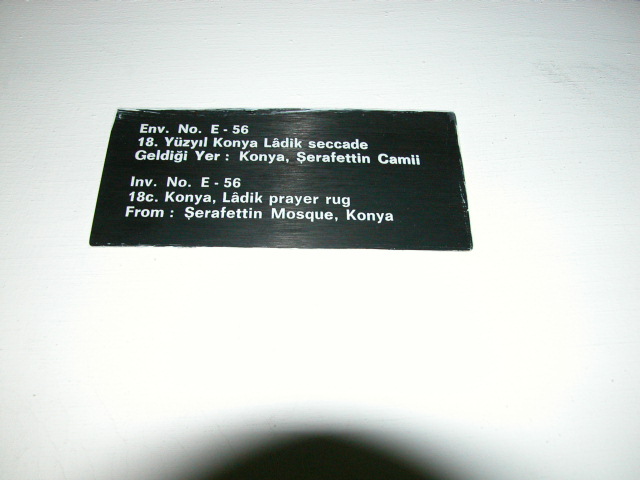 Env. No. E - 56
18. Yüzyıl Konya Lâdik seccade
Geldiği Yer : Konya, Şerafettin Camii
Inv. No. E - 56
18c. Konya, Lâdik prayer rug
From : Şerafettin Mosque, Konya